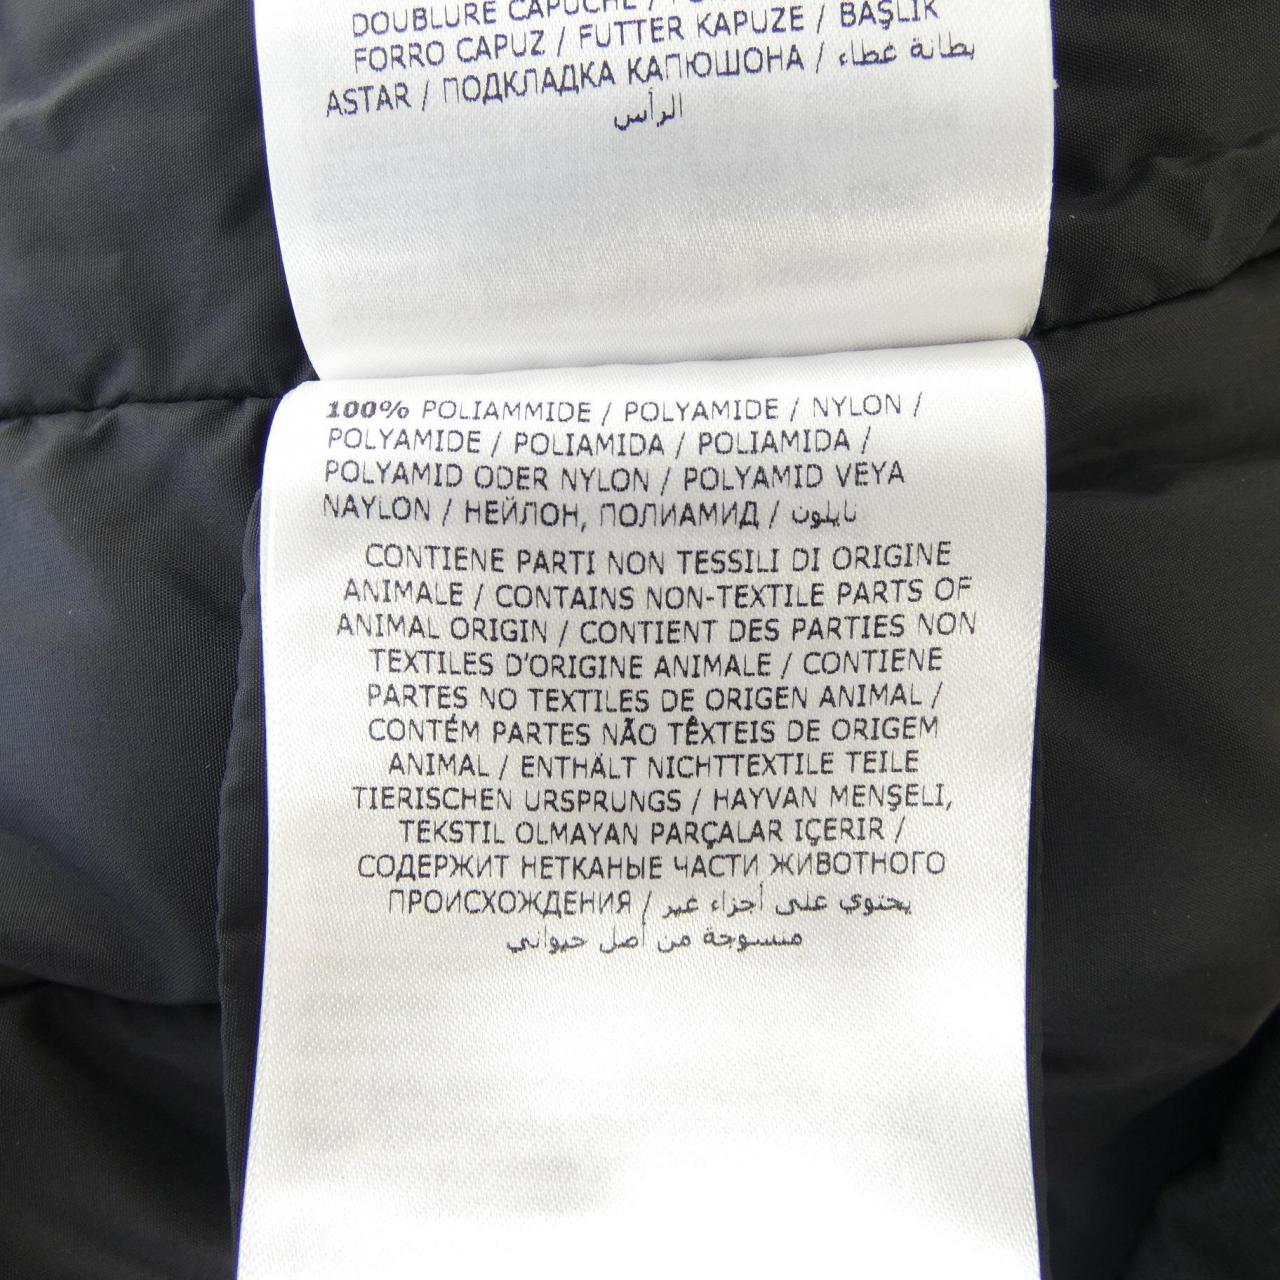 DOUBLURE CAPUCHE /
FORRO CAPUZ / FUTTER KAPUZE / BAŞLIK
ASTAR / ПОДКЛАДКА КАПЮШОНА / بطانة غطاء
الرأس
100% POLIAMMIDE / POLYAMIDE / NYLON /
POLYAMIDE / POLIAMIDA / POLIAMIDA /
POLYAMID ODER NYLON / POLYAMID VEYA
NAYLON / НЕЙЛОН, ПОЛИАМИД / نايلون
CONTIENE PARTI NON TESSILI DI ORIGINE
ANIMALE / CONTAINS NON-TEXTILE PARTS OF
ANIMAL ORIGIN / CONTIENT DES PARTIES NON
TEXTILES D'ORIGINE ANIMALE / CONTIENE
PARTES NO TEXTILES DE ORIGEN ANIMAL /
CONTÉM PARTES NÃO TÊXTEIS DE ORIGEM
ANIMAL / ENTHÄLT NICHTTEXTILE TEILE
TIERISCHEN URSPRUNGS / HAYVAN MENŞELİ,
TEKSTIL OLMAYAN PARÇALAR IÇERIR /
СОДЕРЖИТ НЕТКАНЫЕ ЧАСТИ ЖИВОТНОГО
ПРОИСХОЖДЕНИЯ / يحتوي على أجزاء غير
منسوجة من أصل حيواني